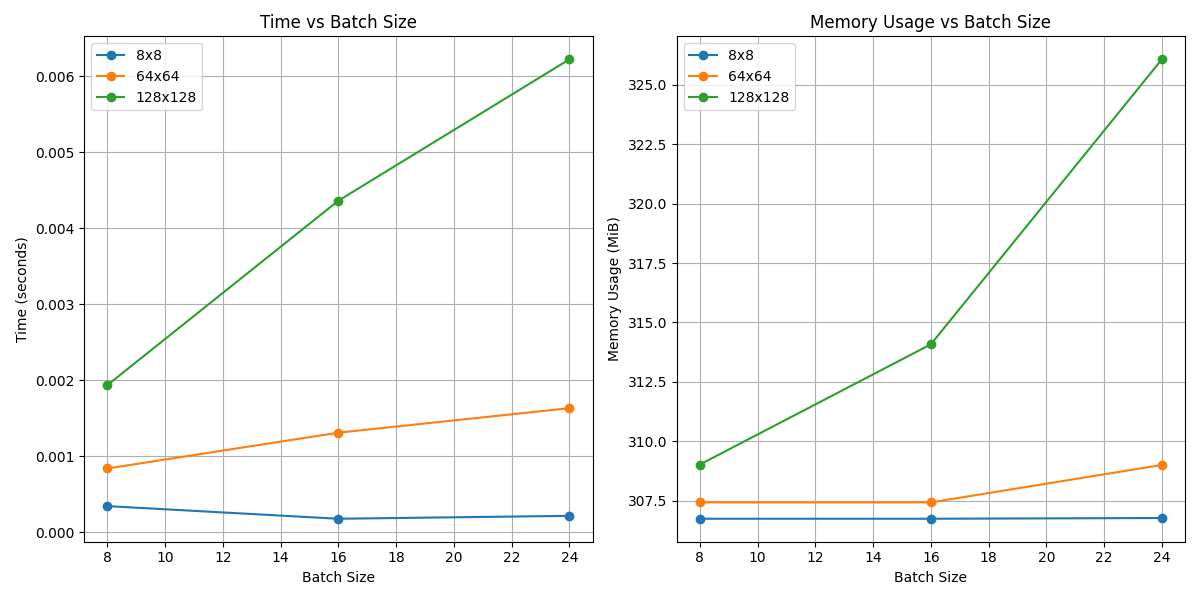 Time vs Batch Size
8x8
64x64
128x128
0.006
0.005
0.004
0.003
0.002
0.001
0.000
Time (seconds)
8 10 12 14 16 18 20 22 24
Batch Size
Memory Usage vs Batch Size
8x8
64x64
128x128
325.0
322.5
320.0
317.5
315.0
312.5
310.0
307.5
Memory Usage (MiB)
8 10 12 14 16 18 20 22 24
Batch Size